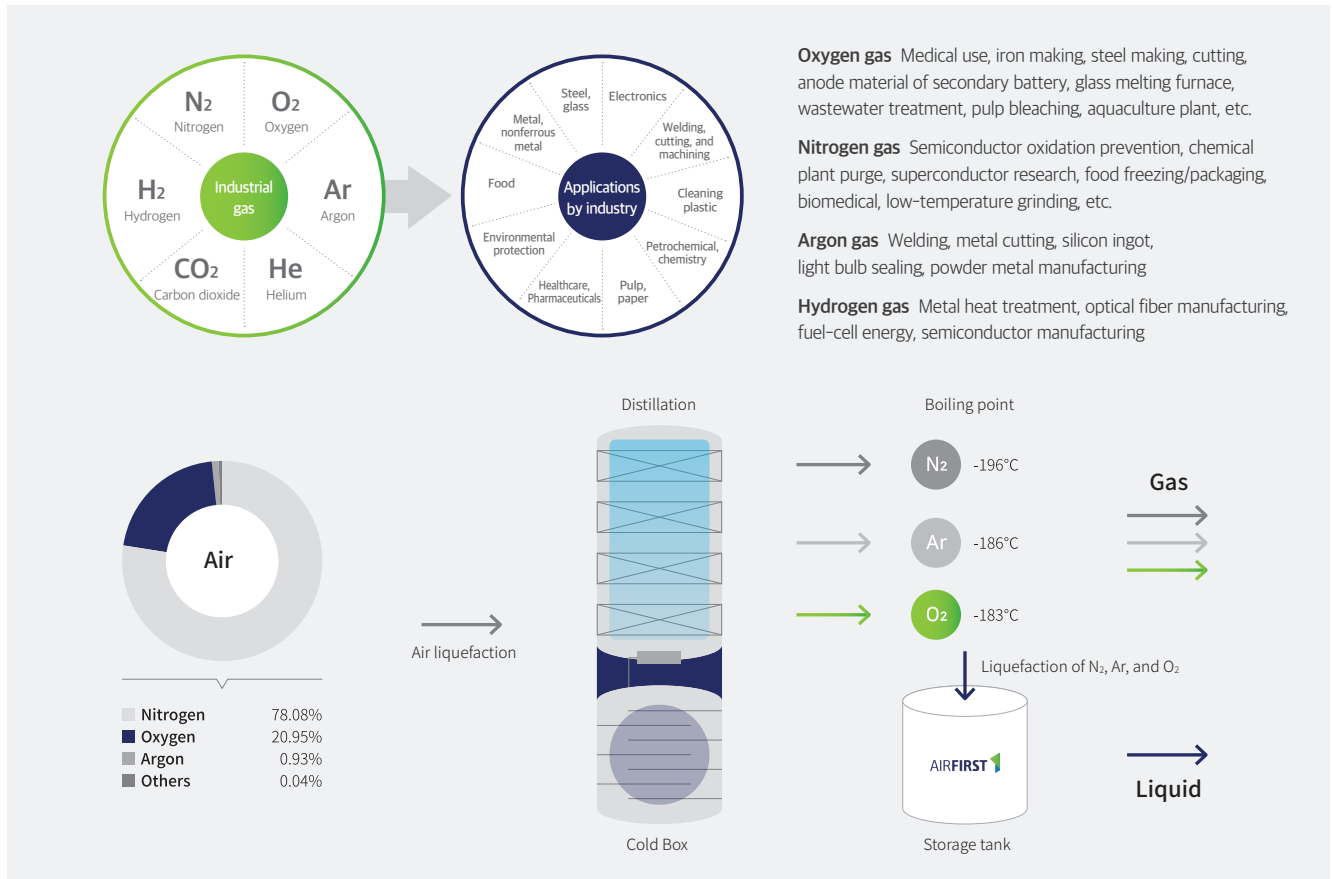 N2
Nitrogen
O2
Oxygen
H2
Hydrogen
Industrial
gas
Ar
Argon
CO2
Carbon dioxide
He
Helium
Steel,
glass
Electronics
Metal,
nonferrous
metal
Welding,
cutting, and
machining
Food
Applications
by industry
Cleaning
plastic
Environmental
protection
Petrochemical,
chemistry
Healthcare,
Pharmaceuticals
Pulp,
paper
Oxygen gas Medical use, iron making, steel making, cutting,
anode material of secondary battery, glass melting furnace,
wastewater treatment, pulp bleaching, aquaculture plant, etc.
Nitrogen gas Semiconductor oxidation prevention, chemical
plant purge, superconductor research, food freezing/packaging,
biomedical, low-temperature grinding, etc.
Argon gas Welding, metal cutting, silicon ingot,
light bulb sealing, powder metal manufacturing
Hydrogen gas Metal heat treatment, optical fiber manufacturing,
fuel-cell energy, semiconductor manufacturing
Air
Nitrogen 78.08%
Oxygen 20.95%
Argon 0.93%
Others 0.04%
Air liquefaction
Distillation
Cold Box
Boiling point
N2 -196°C
Ar -186°C
O2 -183°C
Liquefaction of N2, Ar, and O2
AIRFIRST
Storage tank
Gas
Liquid